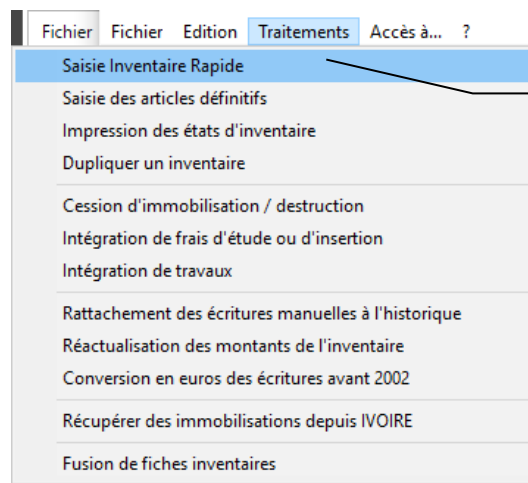 Fichier Fichier Edition Traitements Accès à... ?
Saisie Inventaire Rapide
Saisie des articles définitifs
Impression des états d'inventaire
Dupliquer un inventaire
Cession d'immobilisation / destruction
Intégration de frais d'étude ou d'insertion
Intégration de travaux
Rattachement des écritures manuelles à l'historique
Réactualisation des montants de l'inventaire
Conversion en euros des écritures avant 2002
Récupérer des immobilisations depuis IVOIRE
Fusion de fiches inventaires